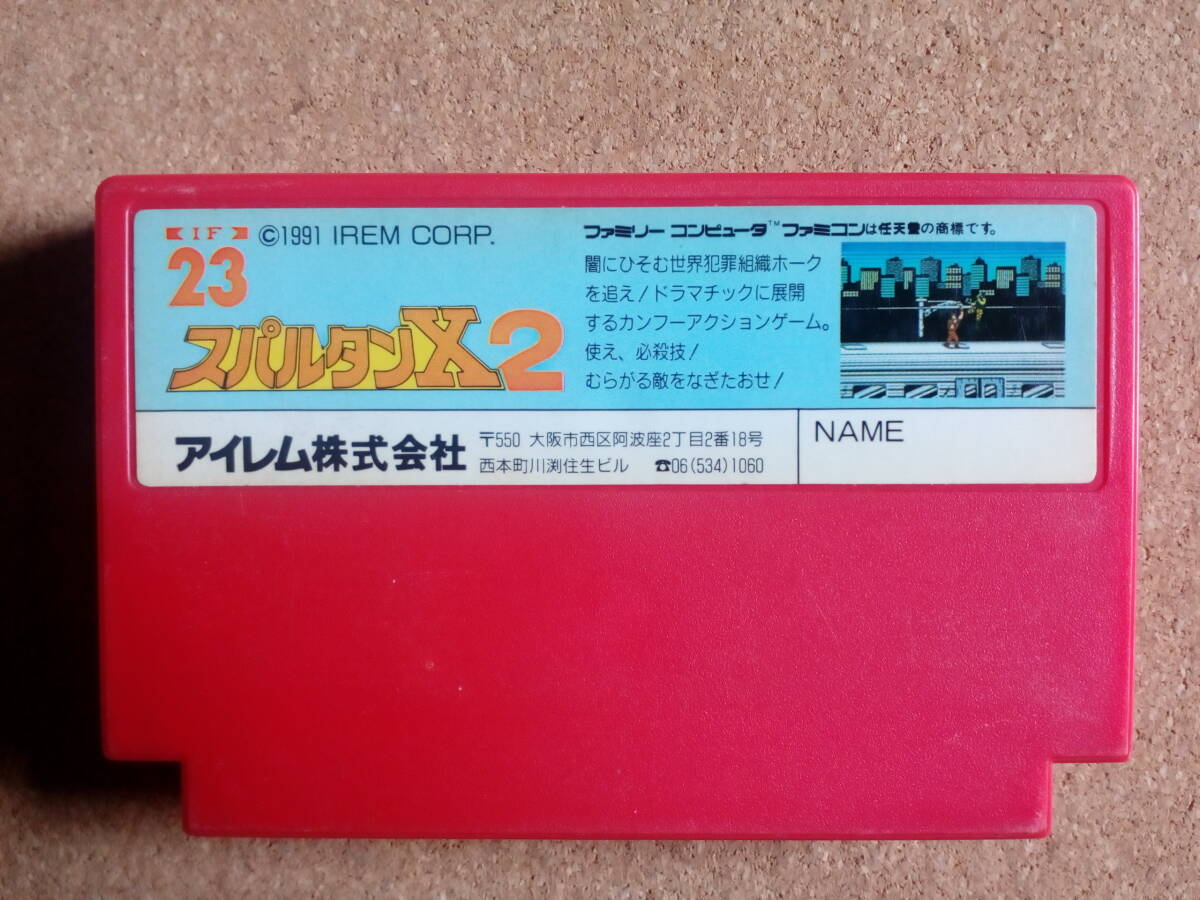 IF
23
©1991 IREM CORP.
スパルタンX2
ファミリーコンピュータ™ファミコンは任天堂の商標です。
闇にひそむ世界犯罪組織ホーク
を追え!ドラマチックに展開
するカンフーアクションゲーム。
使え、必殺技!
むらがる敵をなぎたおせ!
アイレム株式会社
〒550 大阪市西区阿波座2丁目2番18号
西本町川渕住生ビル ☎06(534)1060
NAME